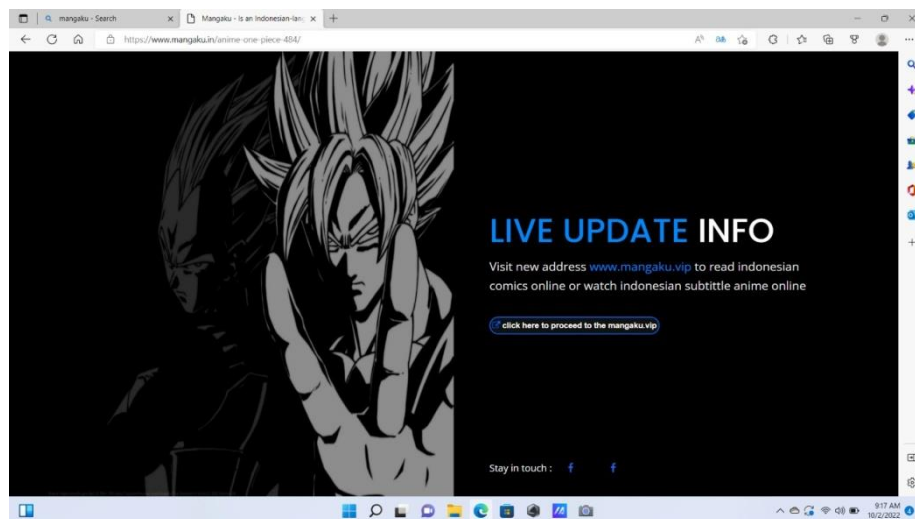 mangaku - Search
Mangaku - Is an Indonesian-lan
https://www.mangaku.in/anime-one-piece-484/
LIVE UPDATE INFO
Visit new address www.mangaku.vip to read indonesian
comics online or watch indonesian subtittle anime online
click here to proceed to the mangaku.vip
Stay in touch :
9:17 AM
10/2/2022